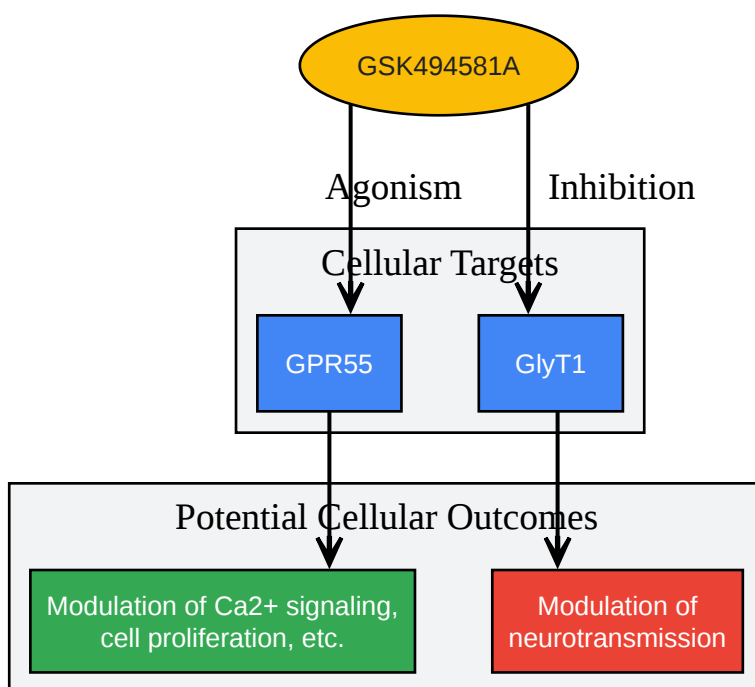 GSK494581A
Agonism
Inhibition
Cellular Targets
GPR55
GlyT1
Potential Cellular Outcomes
Modulation of Ca2+ signaling,
cell proliferation, etc.
Modulation of
neurotransmission